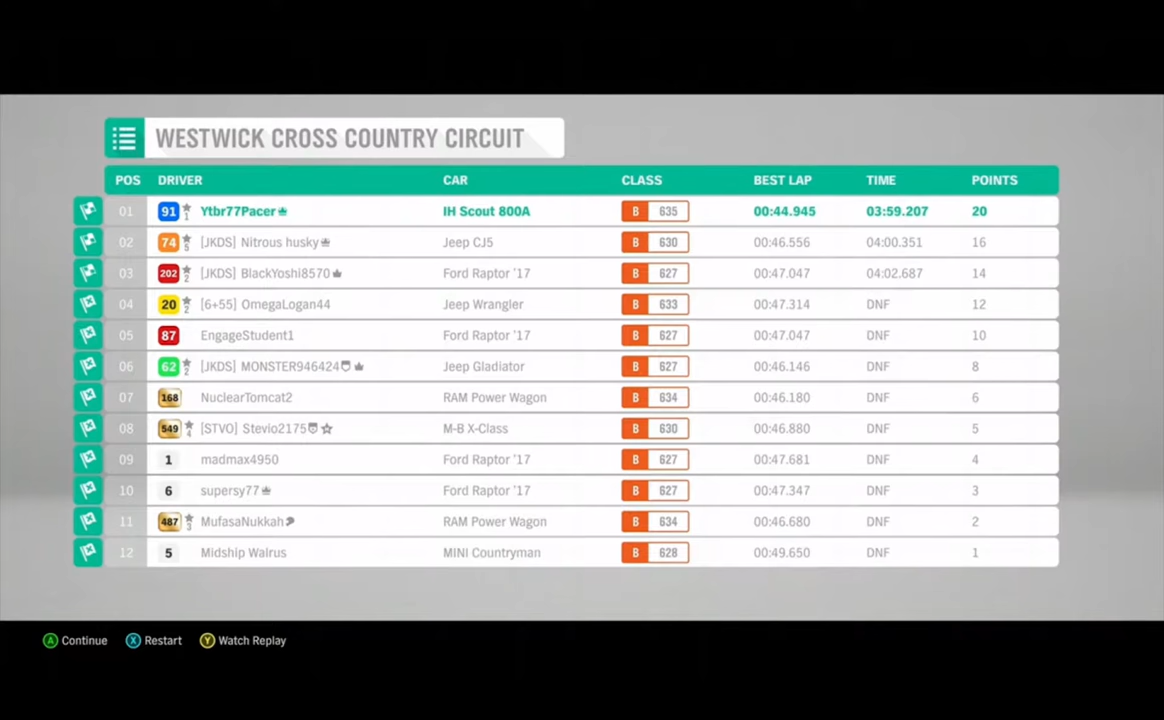 WESTWICK CROSS COUNTRY CIRCUIT
POS DRIVER CAR CLASS BEST LAP TIME POINTS
01 91 1 Ytbr77Pacer IH Scout 800A B 635 00:44.945 03:59.207 20
02 74 5 [JKDS] Nitrous husky Jeep CJ5 B 630 00:46.556 04:00.351 16
03 202 2 [JKDS] BlackYoshi8570 Ford Raptor '17 B 627 00:47.047 04:02.687 14
04 20 2 [6+55] OmegaLogan44 Jeep Wrangler B 633 00:47.314 DNF 12
05 87 EngageStudent1 Ford Raptor '17 B 627 00:47.047 DNF 10
06 62 2 [JKDS] MONSTER946424 Jeep Gladiator B 627 00:46.146 DNF 8
07 168 NuclearTomcat2 RAM Power Wagon B 634 00:46.180 DNF 6
08 549 4 [STVO] Stevio2175 M-B X-Class B 630 00:46.880 DNF 5
09 1 madmax4950 Ford Raptor '17 B 627 00:47.681 DNF 4
10 6 supersy77 Ford Raptor '17 B 627 00:47.347 DNF 3
11 487 3 MufasaNukkah RAM Power Wagon B 634 00:46.680 DNF 2
12 5 Midship Walrus MINI Countryman B 628 00:49.650 DNF 1
A Continue X Restart Y Watch Replay